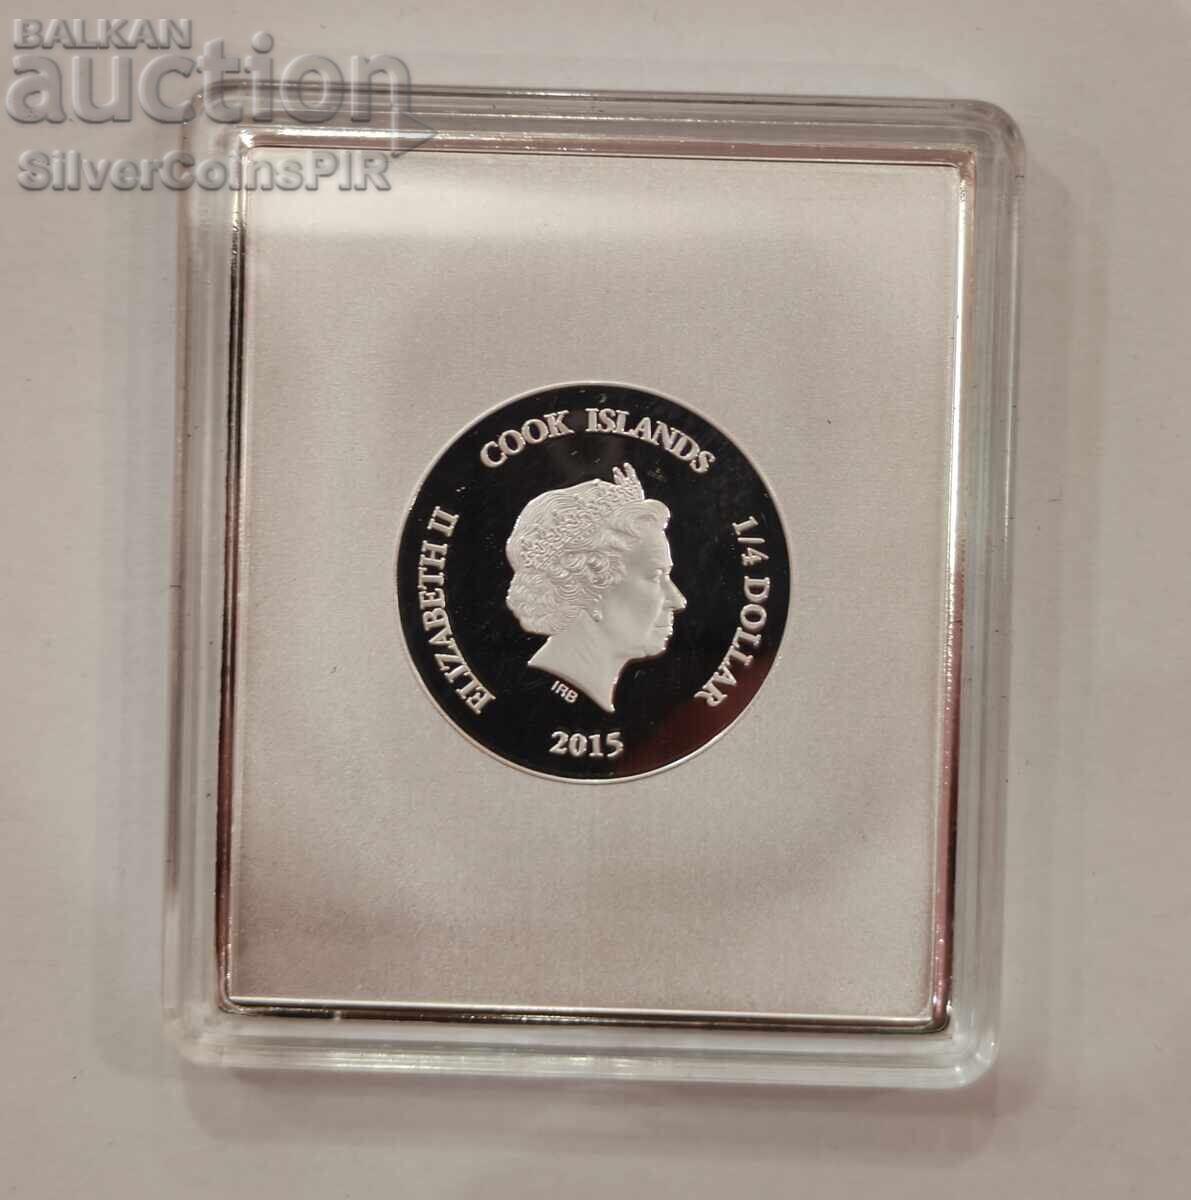 BALKAN
auction
SilverCoinsPIR
COOK ISLANDS
ELIZABETH II
1/4 DOLLAR
IRB
2015